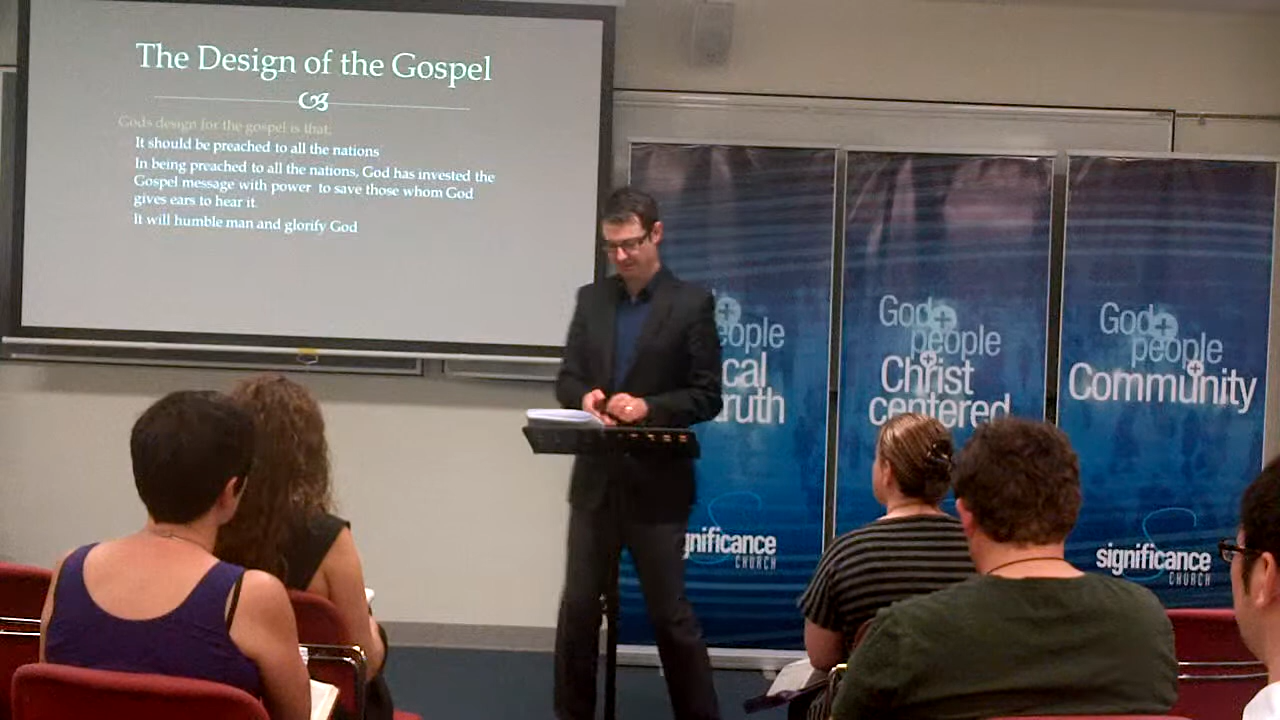 The Design of the Gospel
Gods design for the gospel is that:
It should be preached to all the nations
In being preached to all the nations, God has invested the
Gospel message with power to save those whom God
gives ears to hear it.
It will humble man and glorify God
+
eople
ical
ruth
gnificance
CHURCH
God
+
people
+
Christ
centered
God
+
people
+
Community
significance
CHURCH